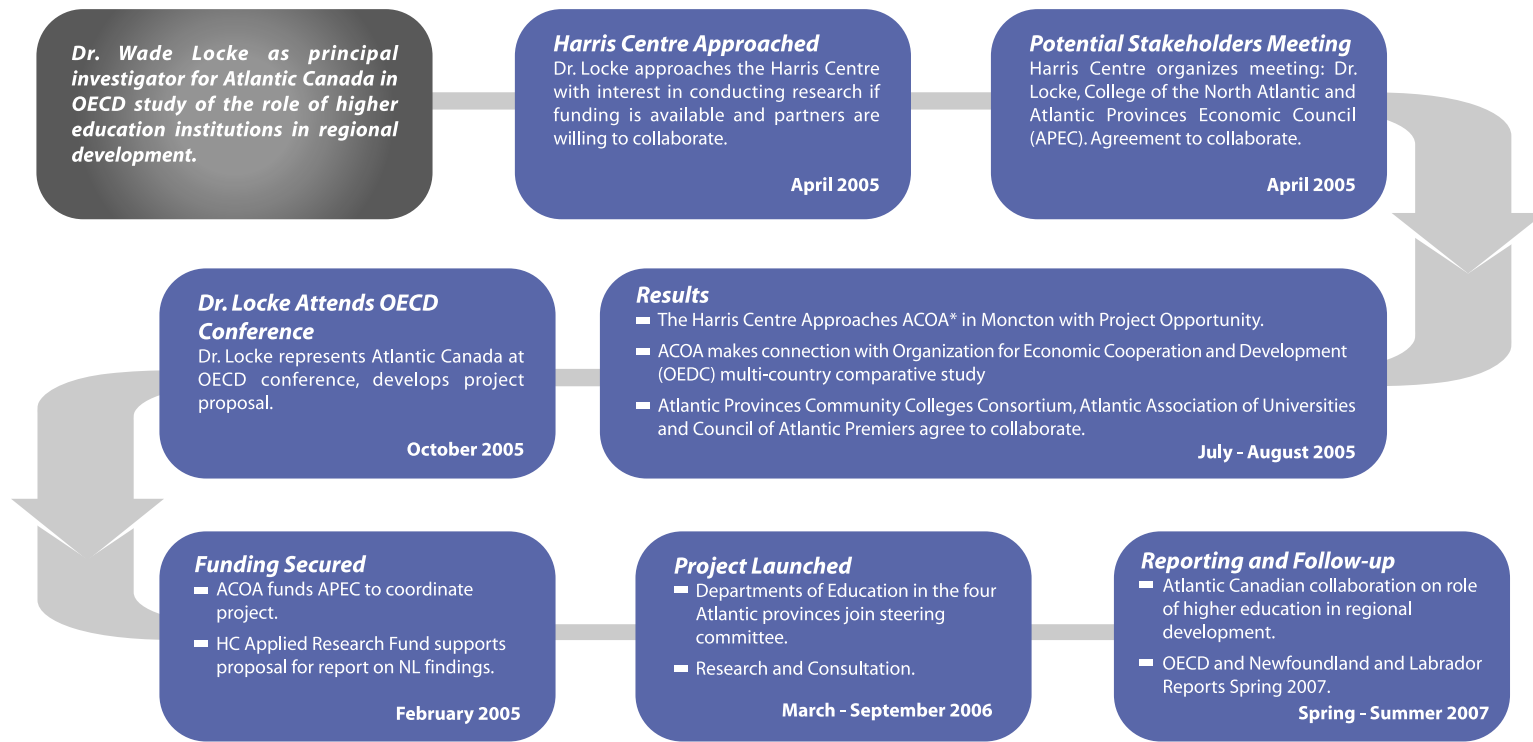 Dr. Wade Locke as principal
investigator for Atlantic Canada in
OECD study of the role of higher
education institutions in regional
development.
Harris Centre Approached
Dr. Locke approaches the Harris Centre
with interest in conducting research if
funding is available and partners are
willing to collaborate.
April 2005
Potential Stakeholders Meeting
Harris Centre organizes meeting: Dr.
Locke, College of the North Atlantic and
Atlantic Provinces Economic Council
(APEC). Agreement to collaborate.
April 2005
Results
The Harris Centre Approaches ACOA* in Moncton with Project Opportunity.
ACOA makes connection with Organization for Economic Cooperation and Development
(OEDC) multi-country comparative study
Atlantic Provinces Community Colleges Consortium, Atlantic Association of Universities
and Council of Atlantic Premiers agree to collaborate.
July - August 2005
Dr. Locke Attends OECD
Conference
Dr. Locke represents Atlantic Canada at
OECD conference, develops project
proposal.
October 2005
Funding Secured
ACOA funds APEC to coordinate
project.
HC Applied Research Fund supports
proposal for report on NL findings.
February 2005
Project Launched
Departments of Education in the four
Atlantic provinces join steering
committee.
Research and Consultation.
March - September 2006
Reporting and Follow-up
Atlantic Canadian collaboration on role
of higher education in regional
development.
OECD and Newfoundland and Labrador
Reports Spring 2007.
Spring - Summer 2007